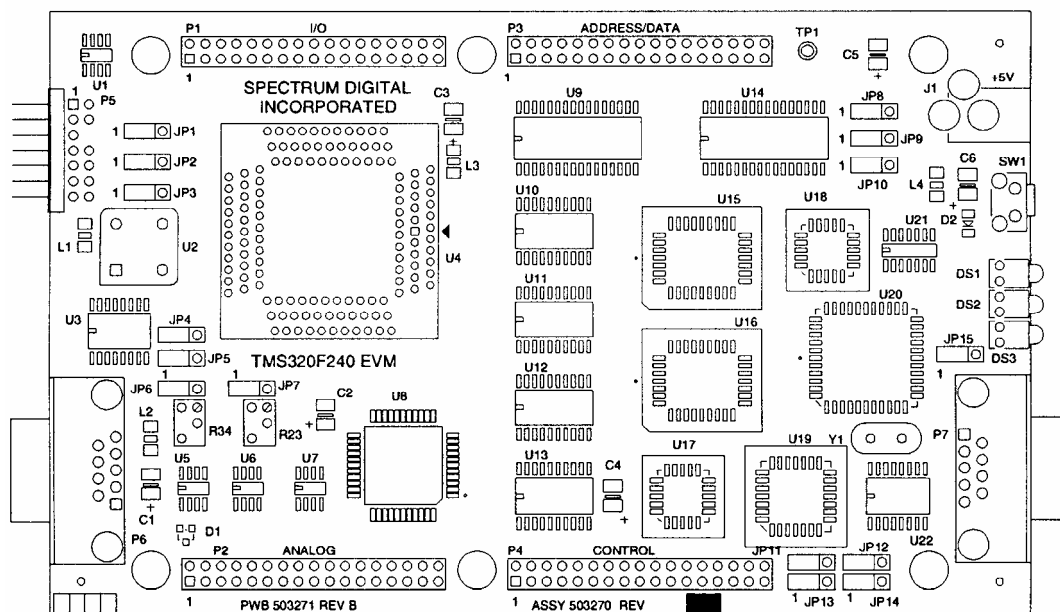 P1 I/O P3 ADDRESS/DATA TP1
C5
+5V
U1
1 1 J1
1 P5
SPECTRUM DIGITAL
INCORPORATED
C3 U9 U14 JP8
1 JP1 1
1 JP9
1 JP2 L3 1 C6 SW1
1 JP3 JP10 L4
U10 U15 U18
D2
L1 U2 U4 U21
U11 DS1
U3 JP4 U20 DS2
U16
JP5 TMS320F240 EVM JP15 DS3
1
JP6 1 JP7 U12 1
C2 U8
L2 R34 R23
U17 U19 Y1 P7
U5 U6 U7 U13 C4
C1
D1
P6 U22
P2 ANALOG P4 CONTROL JP11 JP12
1 PWB 503271 REV B 1 ASSY 503270 REV 1 JP13 1 JP14